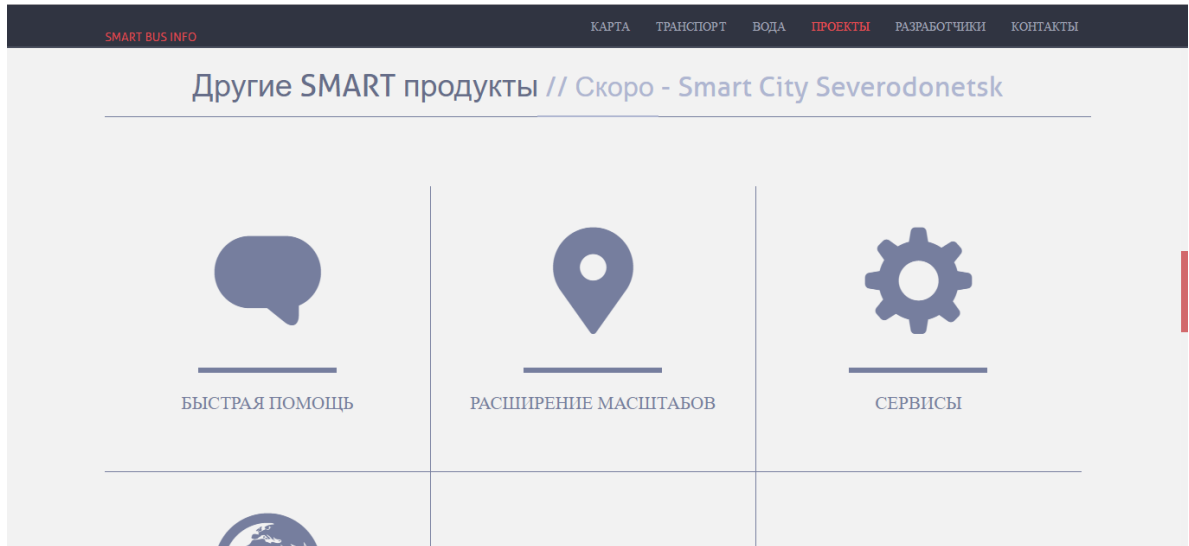 SMART BUS INFO
КАРТА ТРАНСПОРТ ВОДА ПРОЕКТЫ РАЗРАБОТЧИКИ КОНТАКТЫ
Другие SMART продукты // Скоро - Smart City Severodonetsk
БЫСТРАЯ ПОМОЩЬ
РАСШИРЕНИЕ МАСШТАБОВ
СЕРВИСЫ